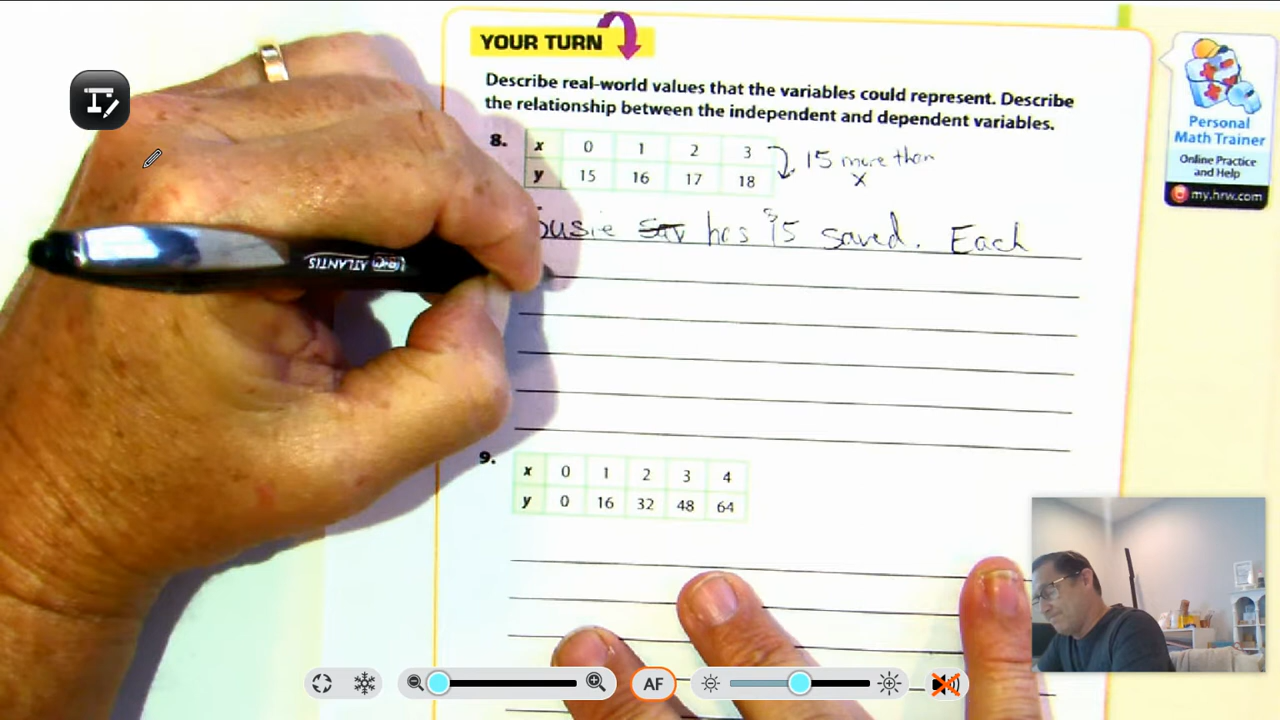 YOUR TURN
Describe real-world values that the variables could represent. Describe
the relationship between the independent and dependent variables.
8.
x 0 1 2 3
y 15 16 17 18
15 more than
x
Susie Sav has $15 saved. Each
9.
x 0 1 2 3 4
y 0 16 32 48 64
Personal
Math Trainer
Online Practice
and Help
my.hrw.com
ATLANTIS
AF